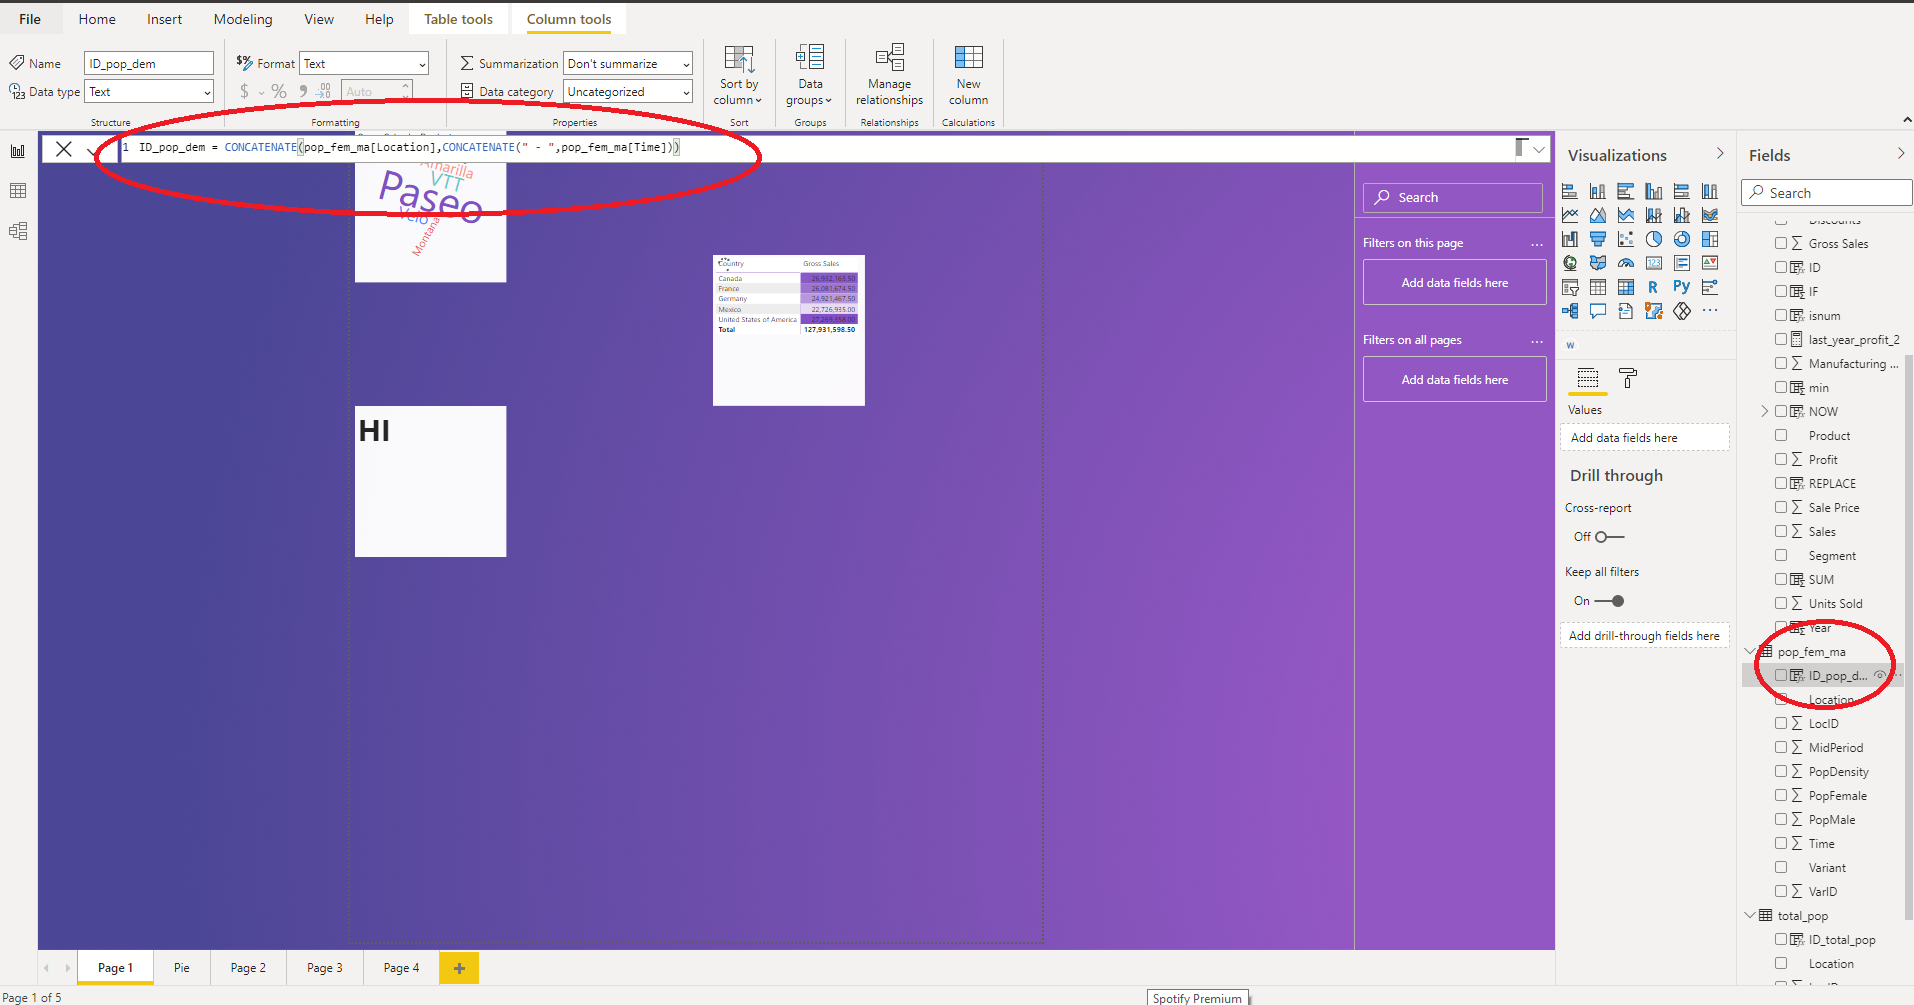 File Home Insert Modeling View Help Table tools Column tools
Name ID_pop_dem
Data type Text
Structure
$% Format Text
$ % 9 .00 Auto
Formatting
Summarization Don't summarize
Data category Uncategorized
Properties
Sort by
column
Sort
Data
groups
Groups
Manage
relationships
Relationships
New
column
Calculations
1 ID_pop_dem = CONCATENATE(pop_fem_ma[Location],CONCATENATE(" - ",pop_fem_ma[Time]))
Amarilla
VTT
Paseo
Velo
Montana
Country Gross Sales
Canada 26,932,163.50
France 26,081,674.50
Germany 24,921,467.50
Mexico 22,726,935.00
United States of America 27,269,358.00
Total 127,931,598.50
HI
Search
Filters on this page ...
Add data fields here
Filters on all pages ...
Add data fields here
Visualizations
123
R Py
...
W
Values
Add data fields here
Drill through
Cross-report
Off
Keep all filters
On
Add drill-through fields here
Fields
Search
Discounts
Gross Sales
ID
IF
isnum
last_year_profit_2
Manufacturing ...
min
NOW
Product
Profit
REPLACE
Sale Price
Sales
Segment
SUM
Units Sold
Year
pop_fem_ma
ID_pop_d... ...
Location
LocID
MidPeriod
PopDensity
PopFemale
PopMale
Time
Variant
VarID
total_pop
ID_total_pop
Location
Page 1 Pie Page 2 Page 3 Page 4 +
Page 1 of 5
Spotify Premium